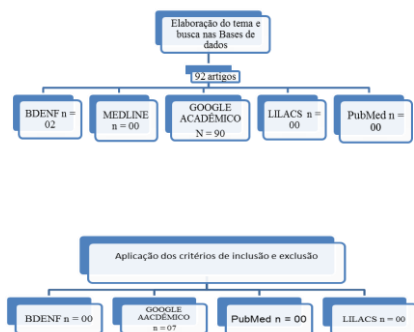 Elaboração do tema e
busca nas Bases de
dados
92 artigos
BDENF n =
02
MEDLINE
n = 00
GOOGLE
ACADÊMICO
N = 90
LILACS n =
00
PubMed n =
00
Aplicação dos critérios de inclusão e exclusão
BDENF n = 00
GOOGLE
AACDÊMICO
n = 07
PubMed n = 00
LILACS n = 00